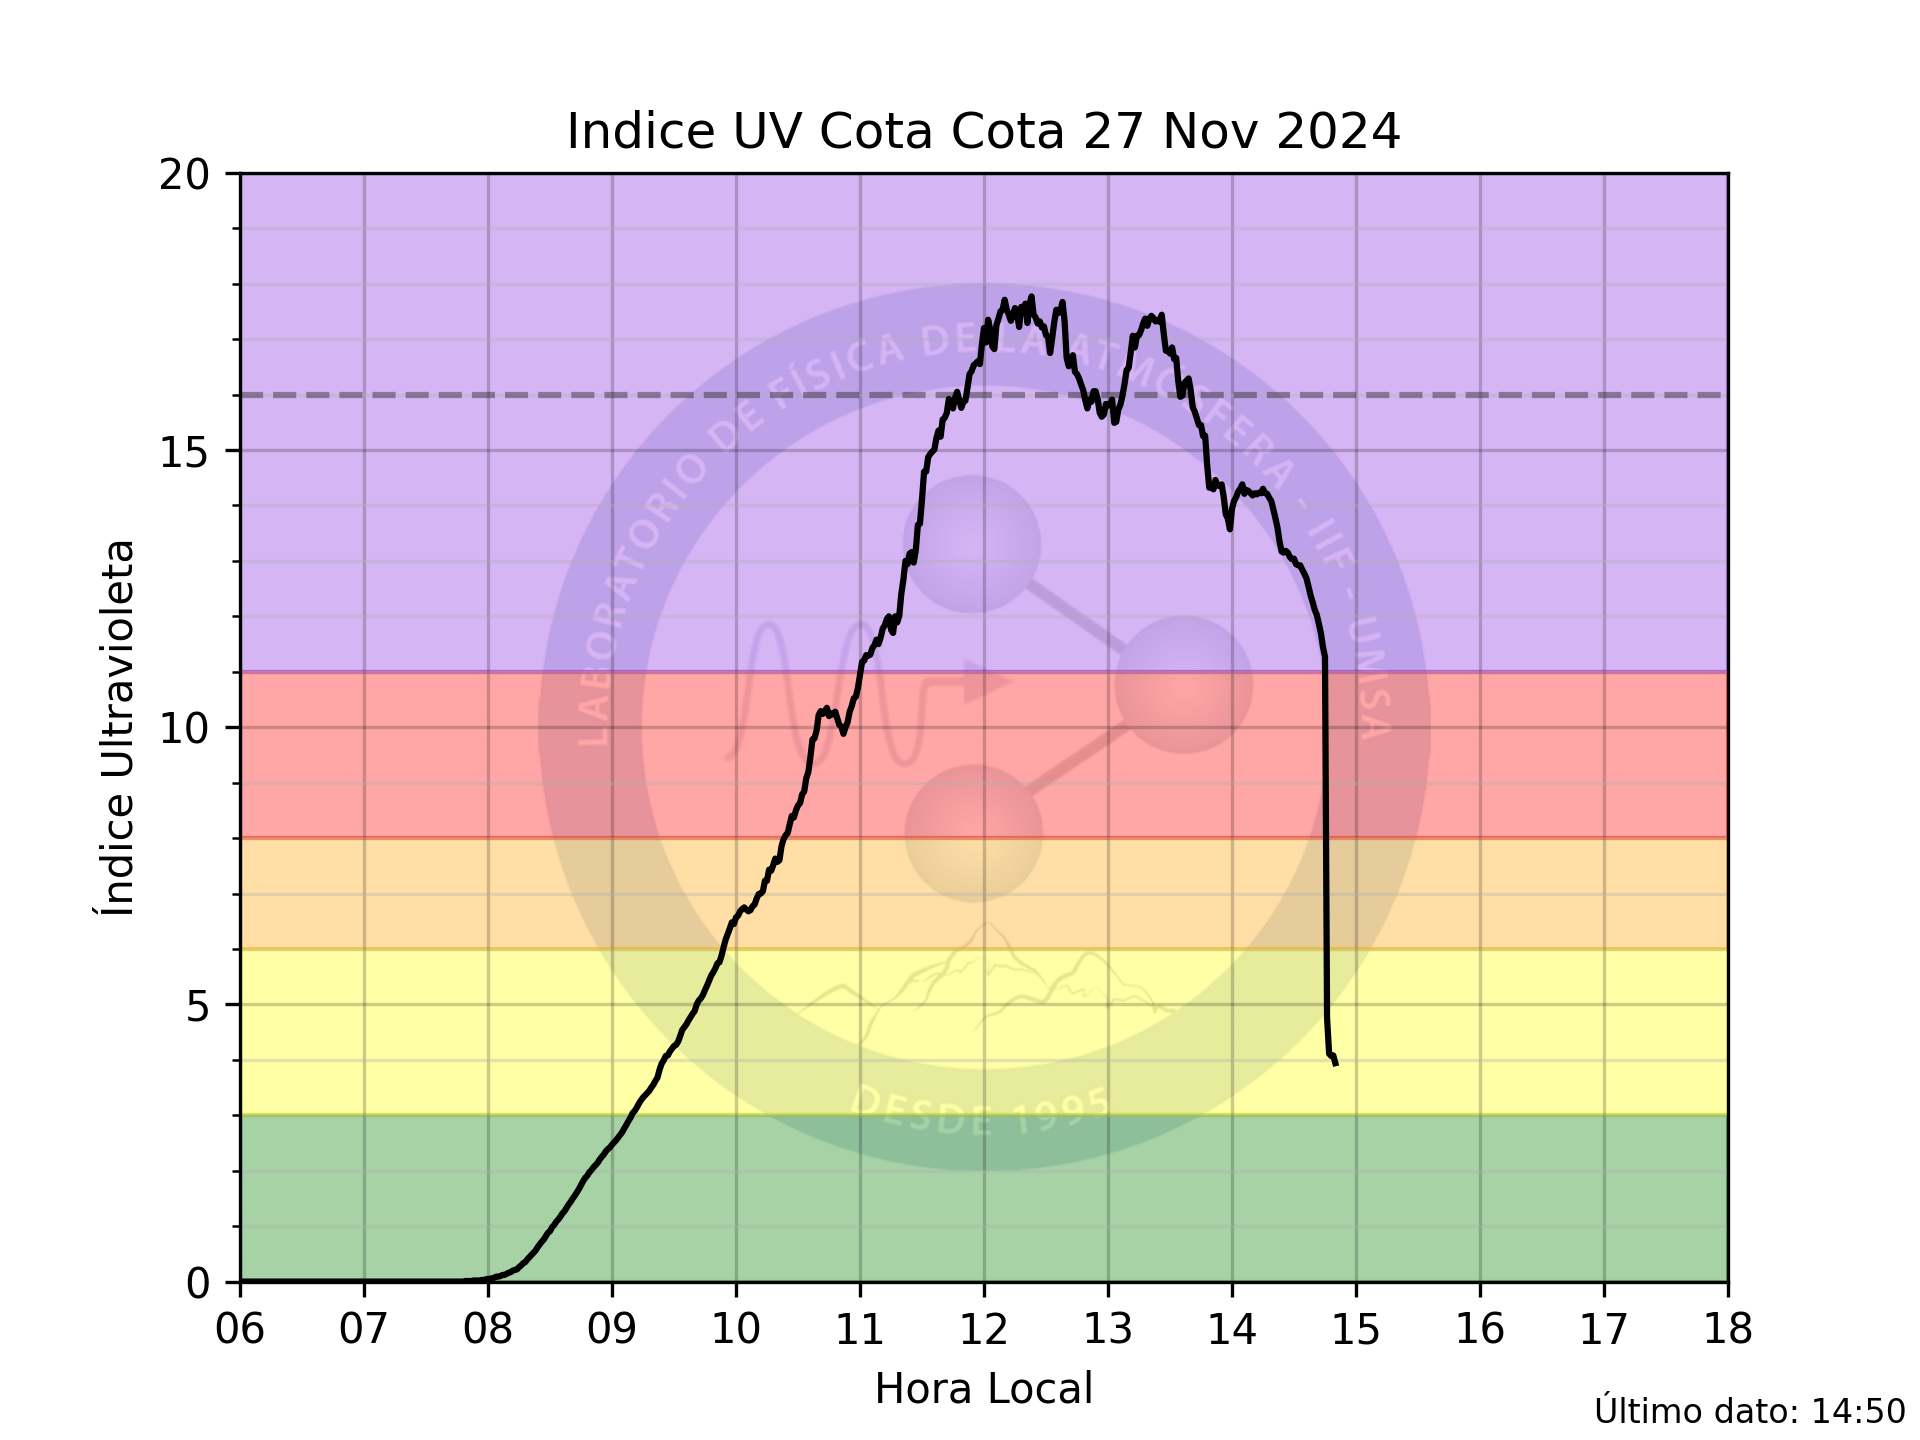 Indice UV Cota Cota 27 Nov 2024
20
15
10
5
0
Índice Ultravioleta
LABORATORIO DE FÍSICA DE LA ATMOSFERA - IIF - UMSA
DESDE 1995
06 07 08 09 10 11 12 13 14 15 16 17 18
Hora Local
Último dato: 14:50